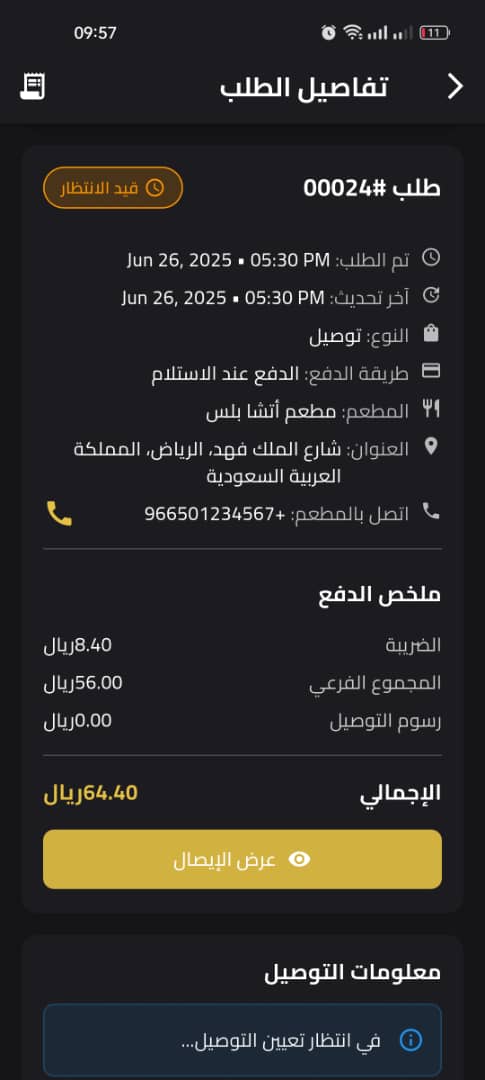 09:57
11
تفاصيل الطلب
طلب #00024
قيد الانتظار
تم الطلب: Jun 26, 2025 • 05:30 PM
آخر تحديث: Jun 26, 2025 • 05:30 PM
النوع: توصيل
طريقة الدفع: الدفع عند الاستلام
المطعم: مطعم أتشا بلس
العنوان: شارع الملك فهد، الرياض، المملكة
العربية السعودية
اتصل بالمطعم: +966501234567
ملخص الدفع
الضريبة 8.40ريال
المجموع الفرعي 56.00ريال
رسوم التوصيل 0.00ريال
الإجمالي 64.40ريال
عرض الإيصال
معلومات التوصيل
في انتظار تعيين التوصيل...